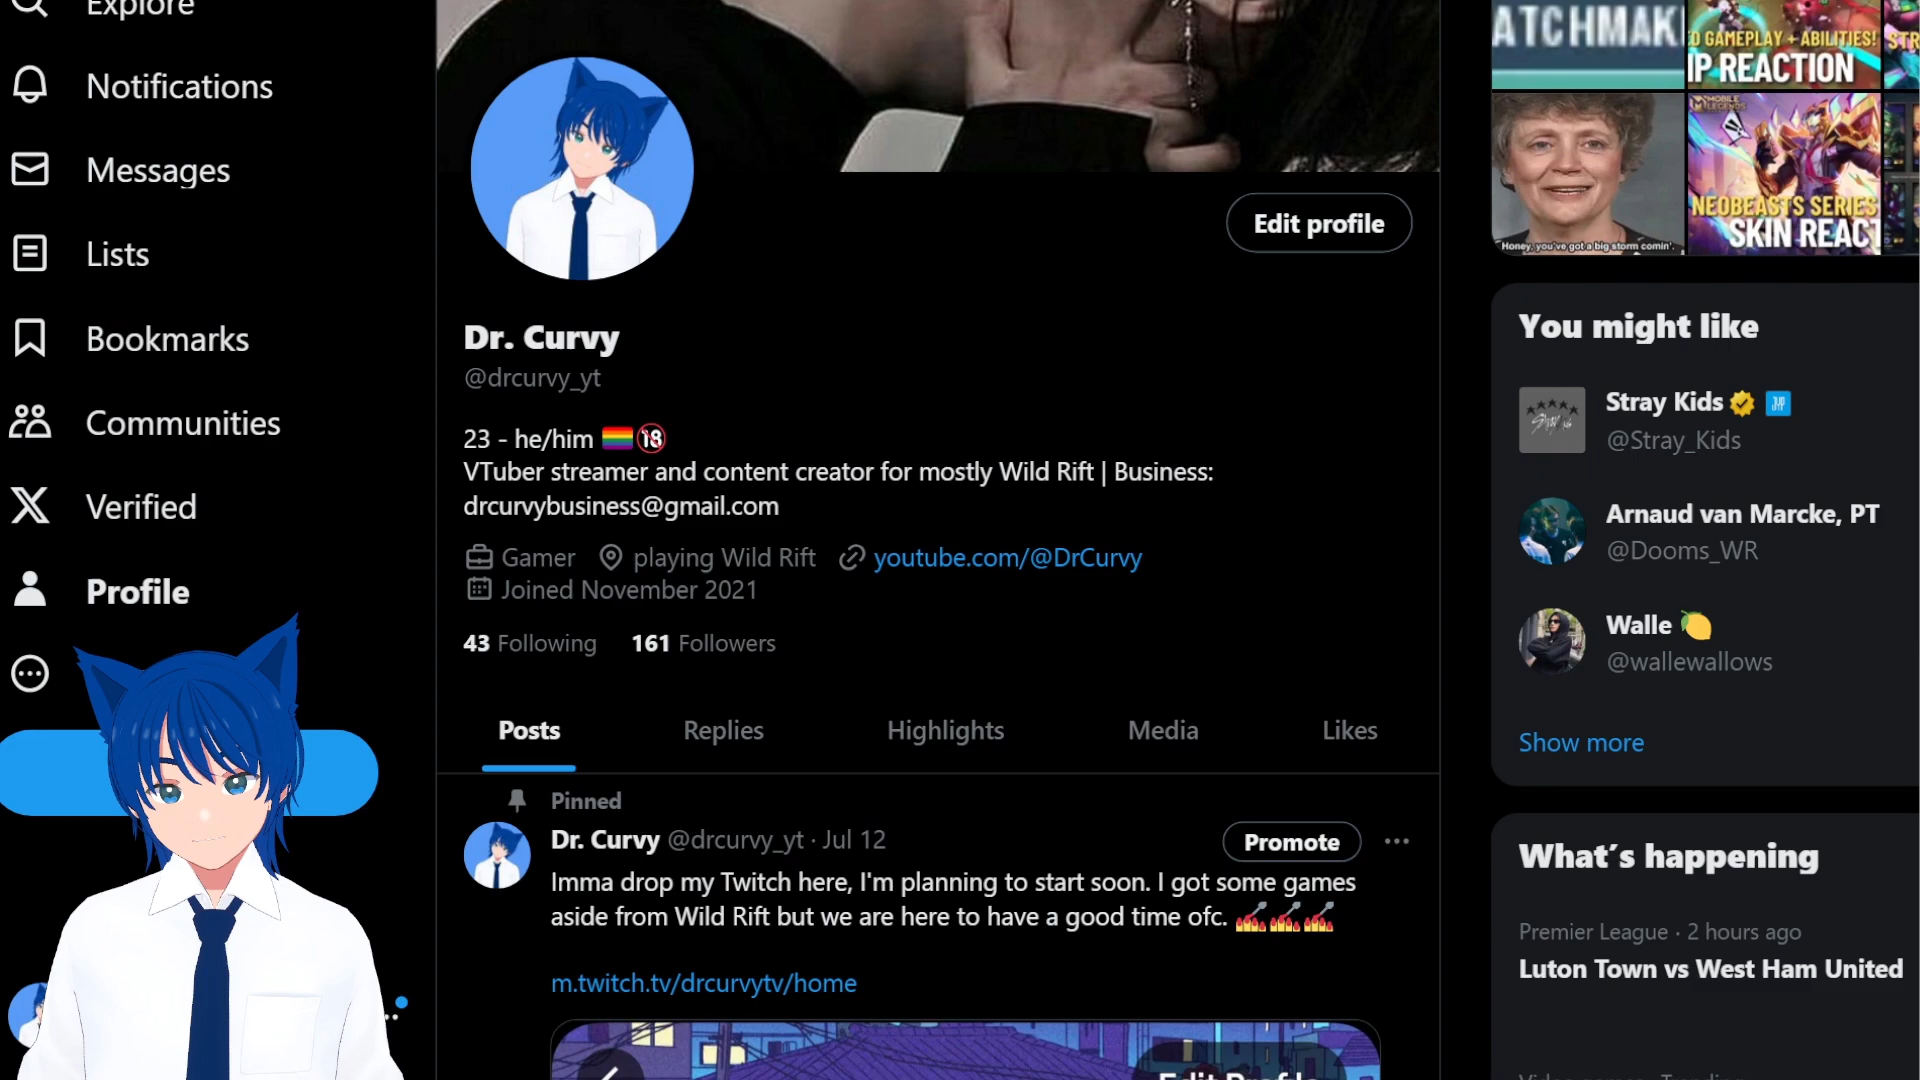 Explore
Notifications
Messages
Lists
Bookmarks
Communities
Verified
Profile
Edit profile
Dr. Curvy
@drcurvy_yt
23 - he/him 🏳️‍🌈🔞
VTuber streamer and content creator for mostly Wild Rift | Business:
drcurvybusiness@gmail.com
Gamer playing Wild Rift youtube.com/@DrCurvy
Joined November 2021
43 Following 161 Followers
Posts Replies Highlights Media Likes
Pinned
Dr. Curvy @drcurvy_yt · Jul 12
Promote
Imma drop my Twitch here, I'm planning to start soon. I got some games
aside from Wild Rift but we are here to have a good time ofc. 💅💅💅
m.twitch.tv/drcurvytv/home
Edit Profile
ATCHMAK
GAMEPLAY + ABILITIES!
IP REACTION
STR
Honey, you've got a big storm comin'.
MOBILE
LEGENDS
NEOBEASTS SERIES
SKIN REACT
You might like
Stray Kids
@Stray_Kids
Arnaud van Marcke, PT
@Dooms_WR
Walle 🍋
@wallewallows
Show more
What's happening
Premier League · 2 hours ago
Luton Town vs West Ham United